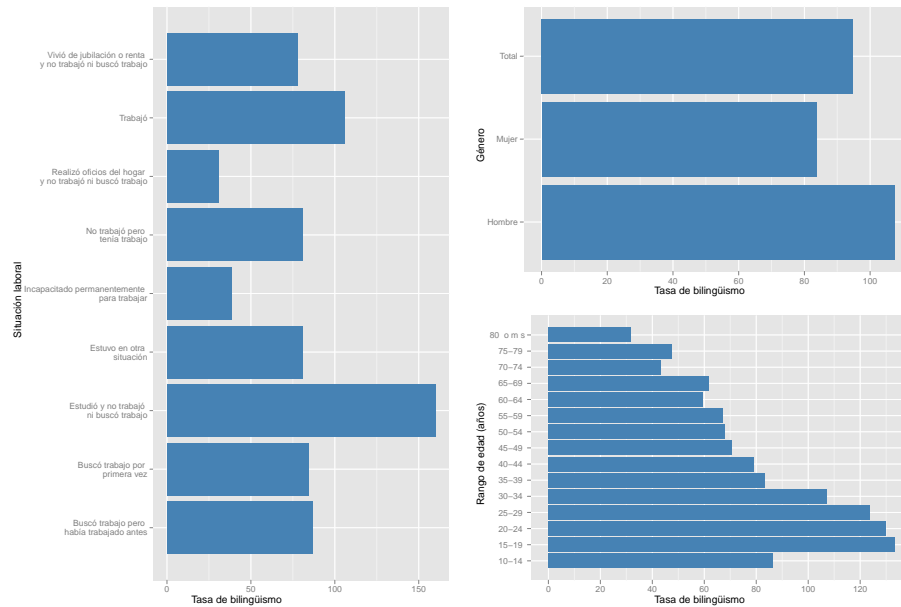 Situación laboral
Vivió de jubilación o renta
y no trabajó ni buscó trabajo
Trabajó
Realizó oficios del hogar
y no trabajó ni buscó trabajo
No trabajó pero
tenia trabajo
Incapacitado permanentemente
para trabajar
Estuvo en otra
situación
Estudió y no trabajó
ni buscó trabajo
Buscó trabajo por
primera vez
Buscó trabajo pero
había trabajado antes
0 50 100 150
Tasa de bilingüismo
Género
Total
Mujer
Hombre
0 20 40 60 80 100
Tasa de bilingüismo
Rango de edad (años)
80 o m s
75–79
70–74
65–69
60–64
55–59
50–54
45–49
40–44
35–39
30–34
25–29
20–24
15–19
10–14
0 20 40 60 80 100 120
Tasa de bilingüismo